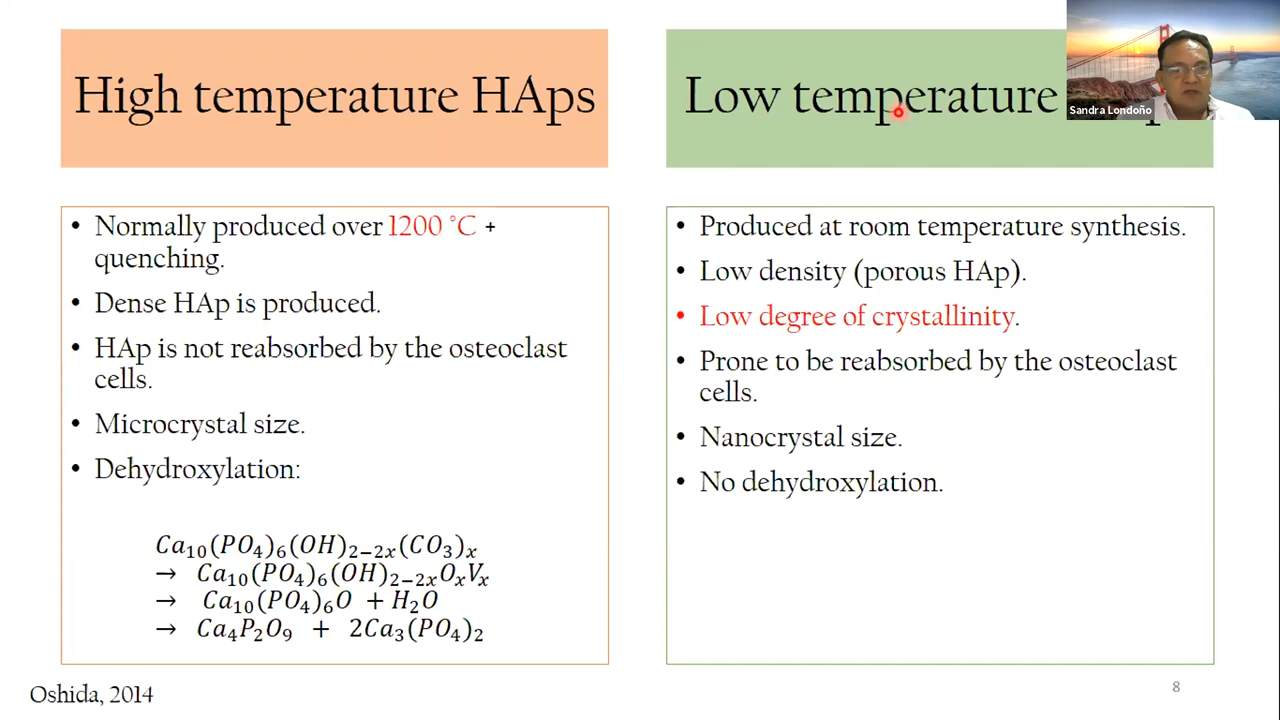 High temperature HAps
Low temperature
Sandra Londoño
• Normally produced over 1200 °C +
quenching.
• Dense HAp is produced.
• HAp is not reabsorbed by the osteoclast
cells.
• Microcrystal size.
• Dehydroxylation:
Ca₁₀(PO₄)₆(OH)₂₋₂ₓ(CO₃)ₓ
→ Ca₁₀(PO₄)₆(OH)₂₋₂ₓOₓVₓ
→ Ca₁₀(PO₄)₆O + H₂O
→ Ca₄P₂O₉ + 2Ca₃(PO₄)₂
• Produced at room temperature synthesis.
• Low density (porous HAp).
• Low degree of crystallinity.
• Prone to be reabsorbed by the osteoclast
cells.
• Nanocrystal size.
• No dehydroxylation.
Oshida, 2014
8